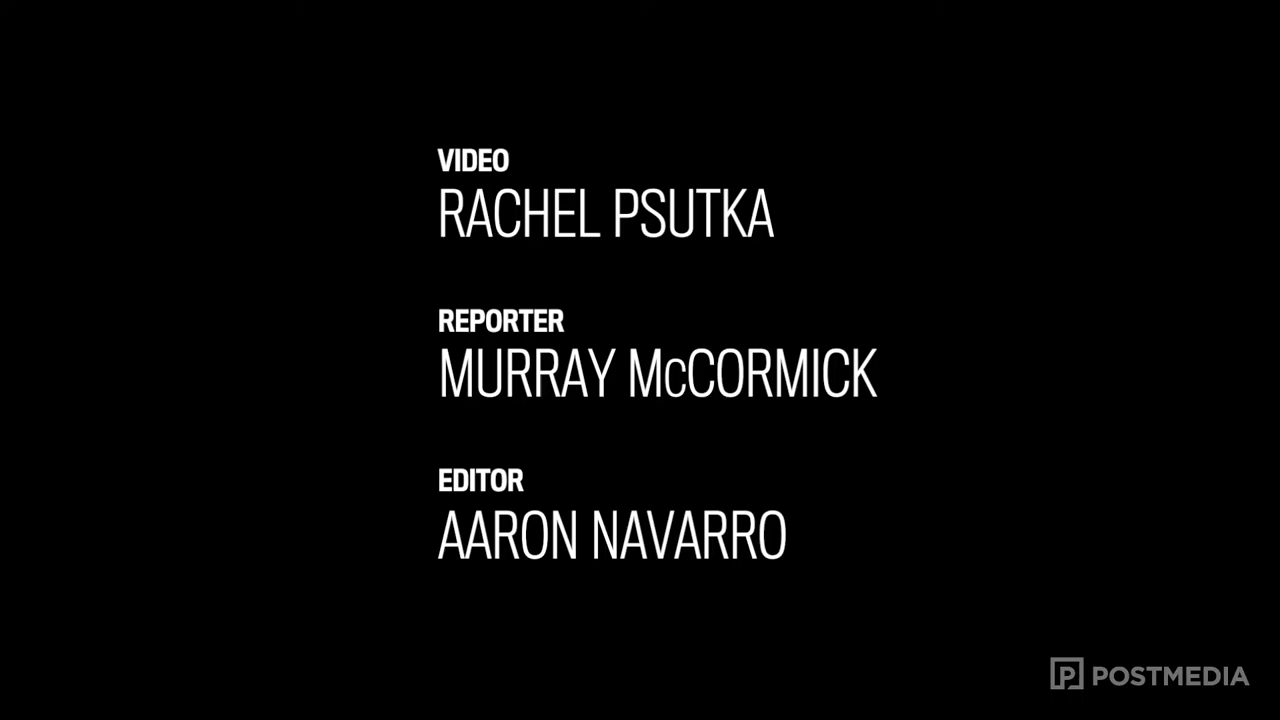 VIDEO
RACHEL PSUTKA
REPORTER
MURRAY McCORMICK
EDITOR
AARON NAVARRO
P POSTMEDIA